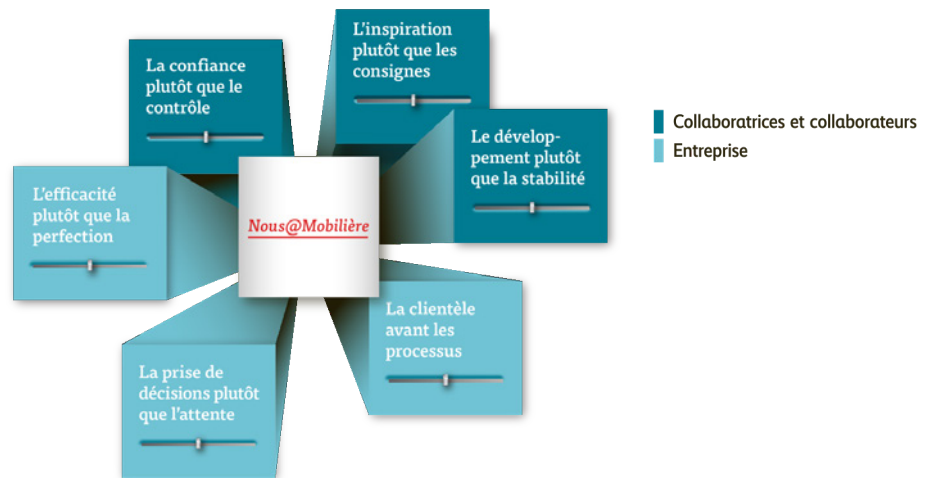 La confiance
plutôt que le
contrôle
L'inspiration
plutôt que les
consignes
Le dévelop-
pement plutôt
que la stabilité
L'efficacité
plutôt que la
perfection
Nous@Mobilière
La clientèle
avant les
processus
La prise de
décisions plutôt
que l'attente
Collaboratrices et collaborateurs
Entreprise